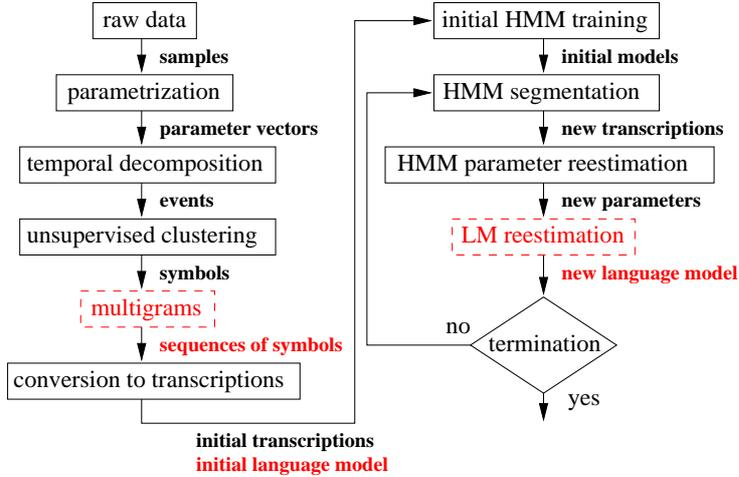 raw data
samples
parametrization
parameter vectors
temporal decomposition
events
unsupervised clustering
symbols
multigrams
sequences of symbols
conversion to transcriptions
initial transcriptions
initial language model
initial HMM training
initial models
HMM segmentation
new transcriptions
HMM parameter reestimation
new parameters
LM reestimation
new language model
no
termination
yes